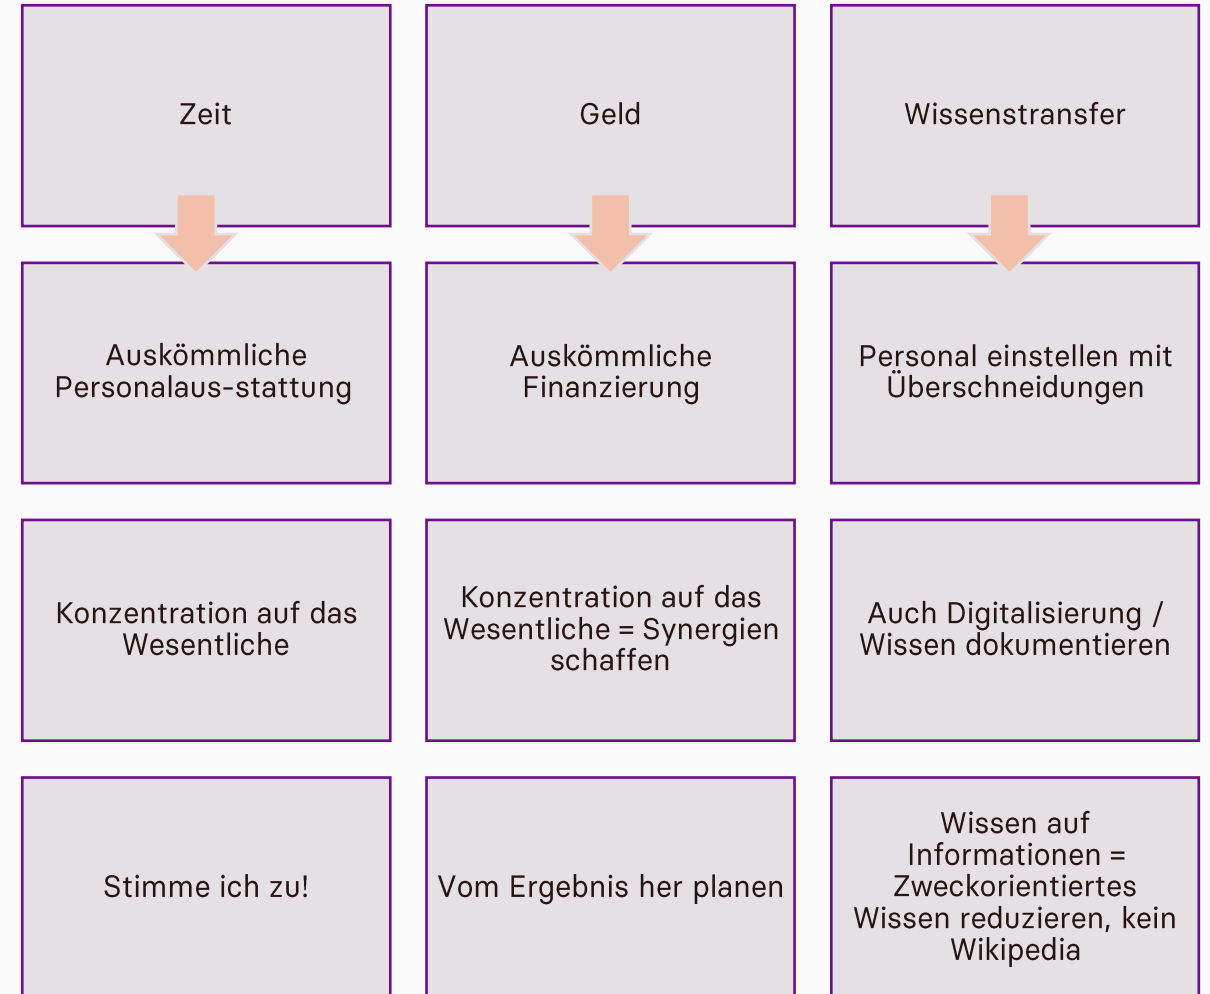 Zeit
Geld
Wissenstransfer
Auskömmliche
Personalaus-stattung
Auskömmliche
Finanzierung
Personal einstellen mit
Überschneidungen
Konzentration auf das
Wesentliche
Konzentration auf das
Wesentliche = Synergien
schaffen
Auch Digitalisierung /
Wissen dokumentieren
Stimme ich zu!
Vom Ergebnis her planen
Wissen auf
Informationen =
Zweckorientiertes
Wissen reduzieren, kein
Wikipedia